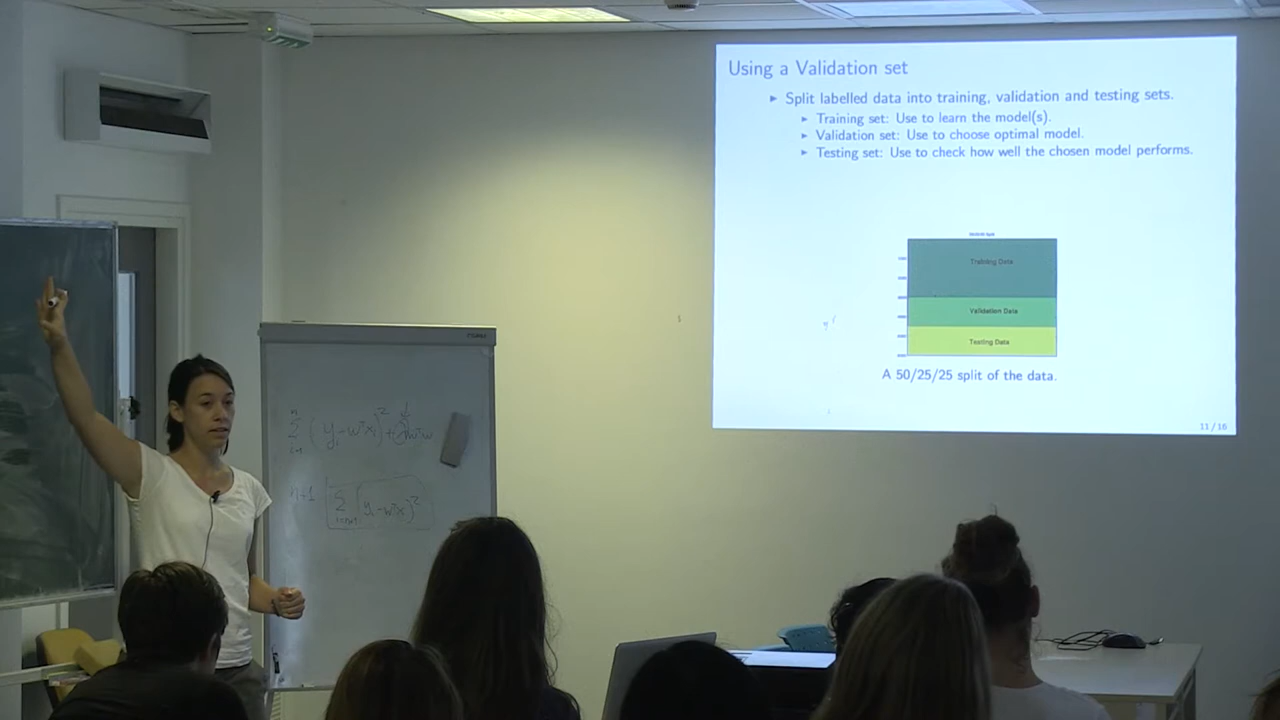 Using a Validation set
▶ Split labelled data into training, validation and testing sets.
▶ Training set: Use to learn the model(s).
▶ Validation set: Use to choose optimal model.
▶ Testing set: Use to check how well the chosen model performs.
Training Data
Validation Data
Testing Data
A 50/25/25 split of the data.
11 / 16
n+1